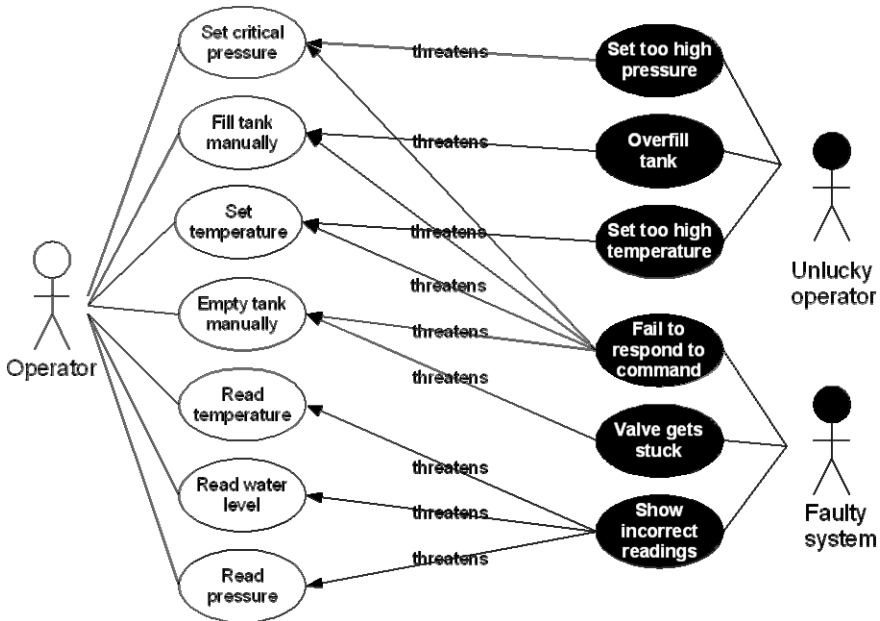 Set critical
pressure
threatens
Set too high
pressure
Fill tank
manually
threatens
Overfill
tank
Set
temperature
threatens
Set too high
temperature
Unlucky
operator
Operator
threatens
Empty tank
manually
threatens
Fail to
respond to
command
threatens
Read
temperature
Valve gets
stuck
threatens
Read water
level
threatens
Show
incorrect
readings
Faulty
system
threatens
Read
pressure